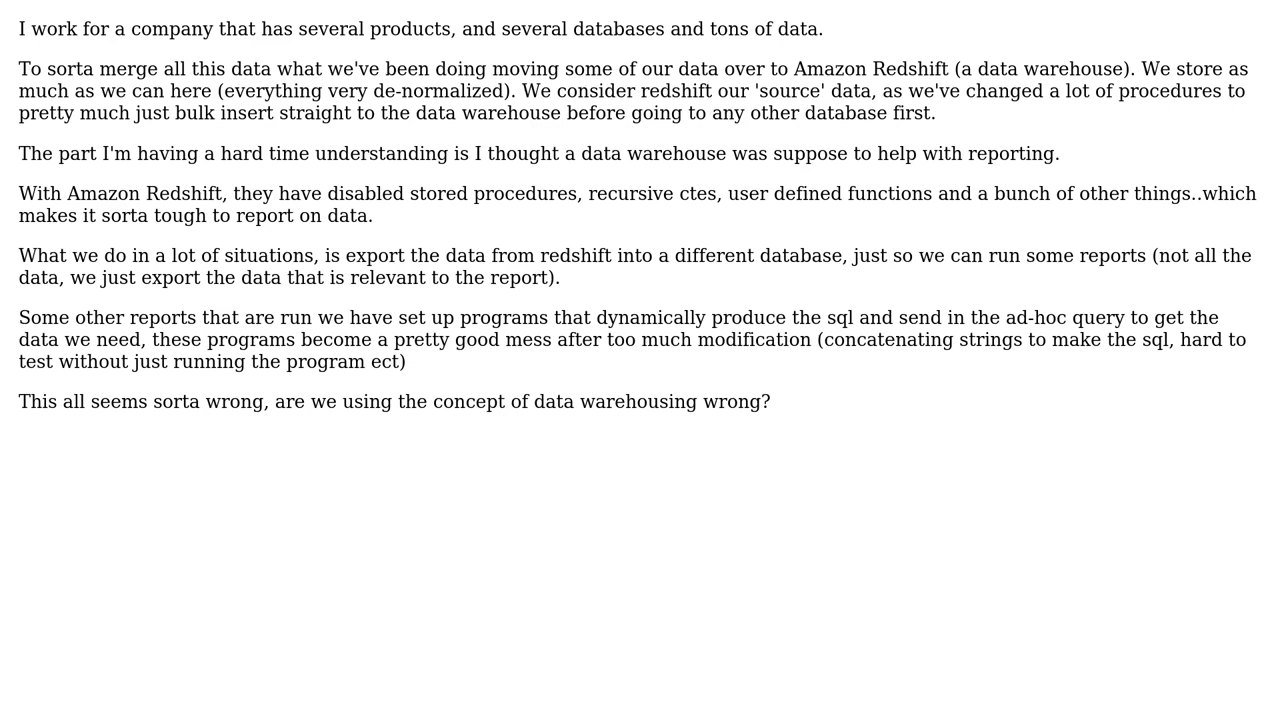 I work for a company that has several products, and several databases and tons of data.
To sorta merge all this data what we've been doing moving some of our data over to Amazon Redshift (a data warehouse). We store as
much as we can here (everything very de-normalized). We consider redshift our 'source' data, as we've changed a lot of procedures to
pretty much just bulk insert straight to the data warehouse before going to any other database first.
The part I'm having a hard time understanding is I thought a data warehouse was suppose to help with reporting.
With Amazon Redshift, they have disabled stored procedures, recursive ctes, user defined functions and a bunch of other things..which
makes it sorta tough to report on data.
What we do in a lot of situations, is export the data from redshift into a different database, just so we can run some reports (not all the
data, we just export the data that is relevant to the report).
Some other reports that are run we have set up programs that dynamically produce the sql and send in the ad-hoc query to get the
data we need, these programs become a pretty good mess after too much modification (concatenating strings to make the sql, hard to
test without just running the program ect)
This all seems sorta wrong, are we using the concept of data warehousing wrong?